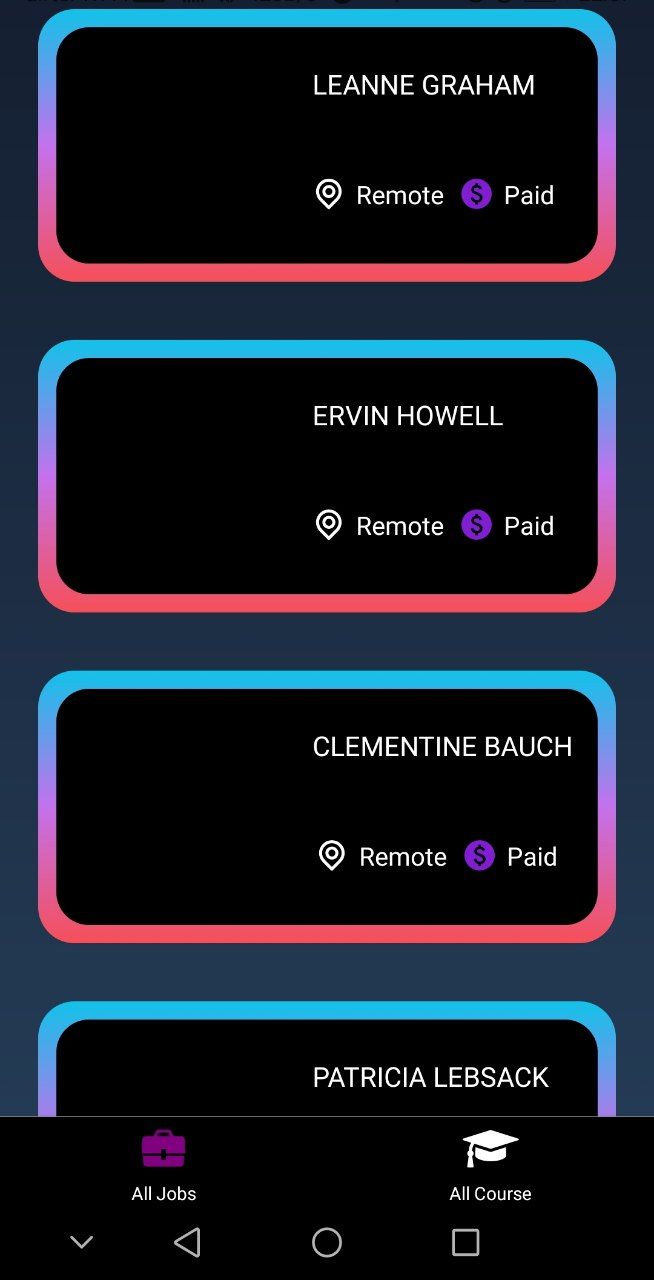 LEANNE GRAHAM
Remote Paid
ERVIN HOWELL
Remote Paid
CLEMENTINE BAUCH
Remote Paid
PATRICIA LEBSACK
All Jobs All Course